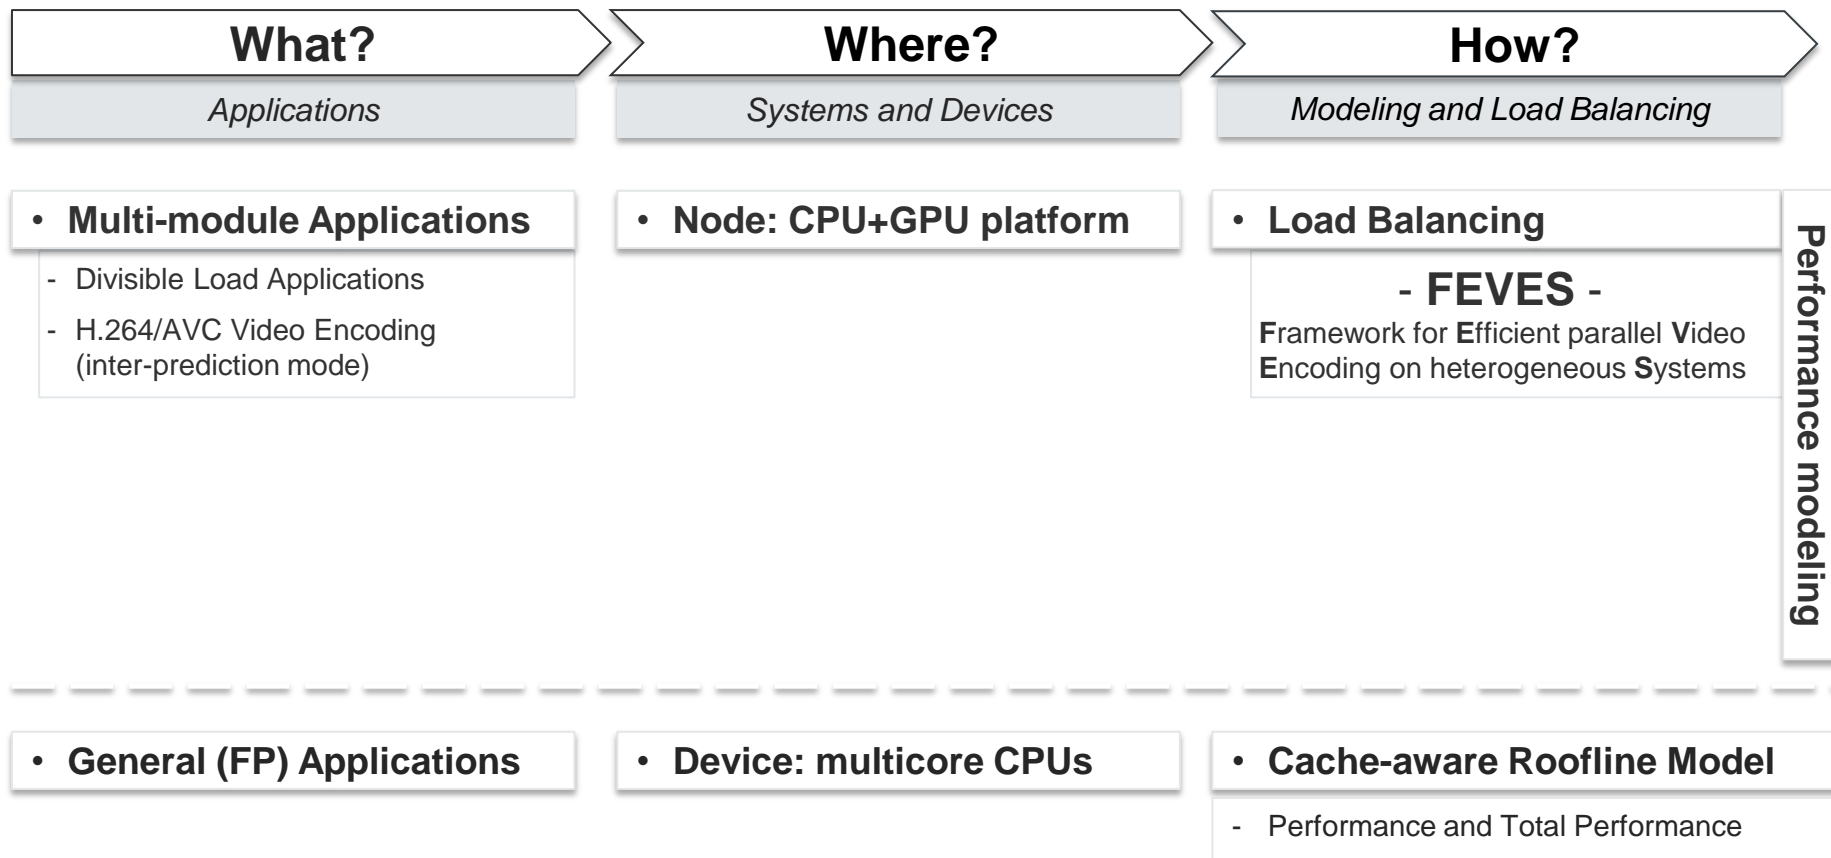 What?
Where?
How?
Applications
Systems and Devices
Modeling and Load Balancing
• Multi-module Applications
- Divisible Load Applications
- H.264/AVC Video Encoding
(inter-prediction mode)
• Node: CPU+GPU platform
• Load Balancing
- FEVES -
Framework for Efficient parallel Video
Encoding on heterogeneous Systems
Performance modeling
• General (FP) Applications
• Device: multicore CPUs
• Cache-aware Roofline Model
- Performance and Total Performance